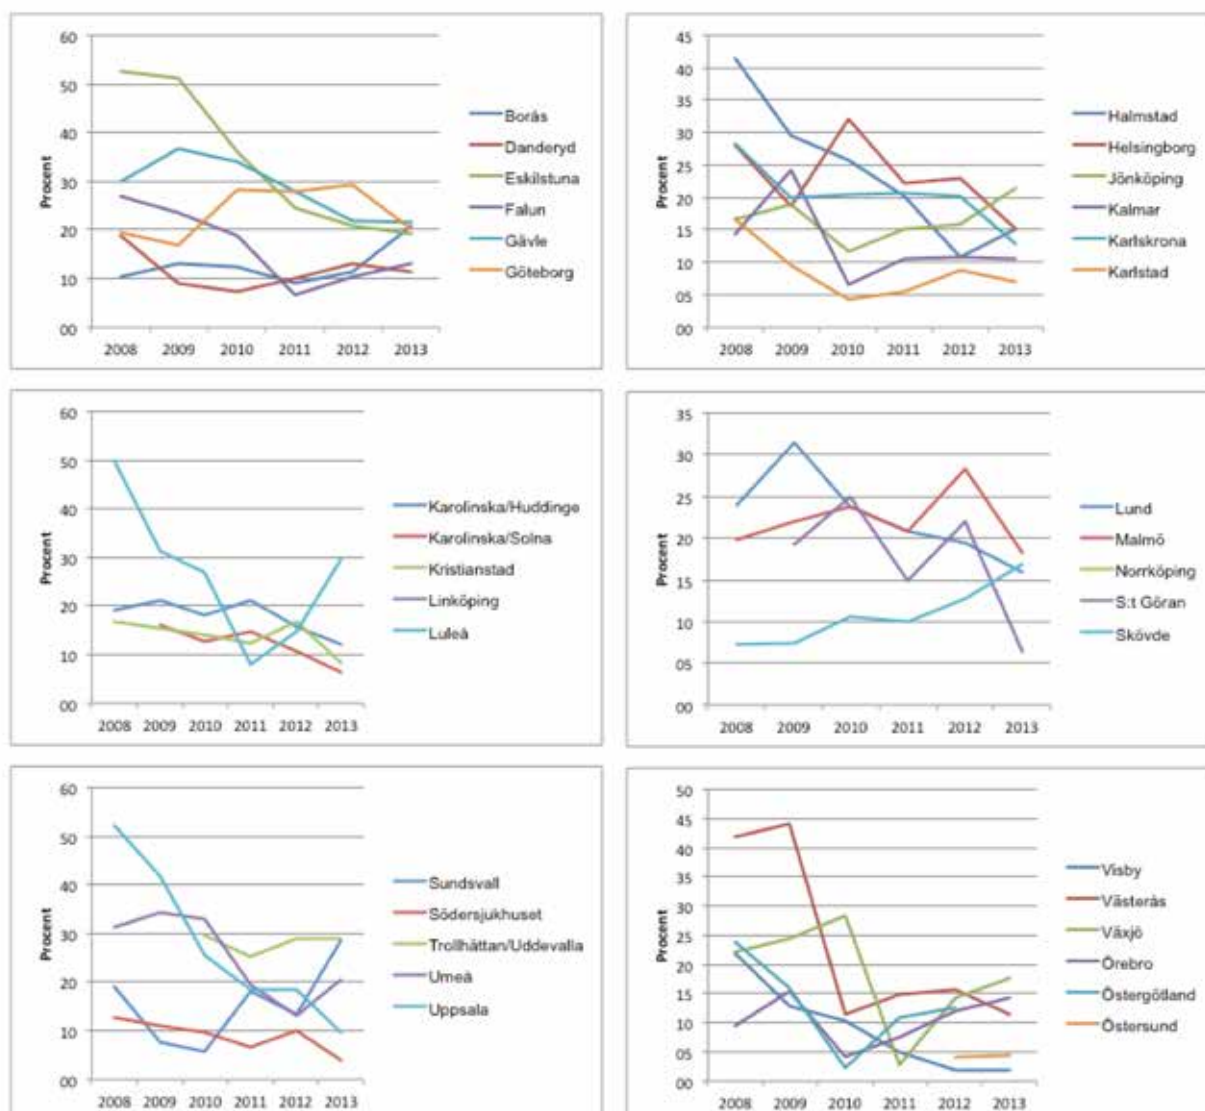 60
50
40
30
20
10
00
Procent
2008 2009 2010 2011 2012 2013
Borås
Danderyd
Eskilstuna
Falun
Gävle
Göteborg
45
40
35
30
25
20
15
10
05
00
Procent
2008 2009 2010 2011 2012 2013
Halmstad
Helsingborg
Jönköping
Kalmar
Karlskrona
Karlstad
60
50
40
30
20
10
00
Procent
2008 2009 2010 2011 2012 2013
Karolinska/Huddinge
Karolinska/Solna
Kristianstad
Linköping
Luleå
35
30
25
20
15
10
05
00
Procent
2008 2009 2010 2011 2012 2013
Lund
Malmö
Norrköping
S:t Göran
Skövde
60
50
40
30
20
10
00
Procent
2008 2009 2010 2011 2012 2013
Sundsvall
Södersjukhuset
Trollhättan/Uddevalla
Umeå
Uppsala
50
45
40
35
30
25
20
15
10
05
00
Procent
2008 2009 2010 2011 2012 2013
Visby
Västerås
Växjö
Örebro
Östergötland
Östersund